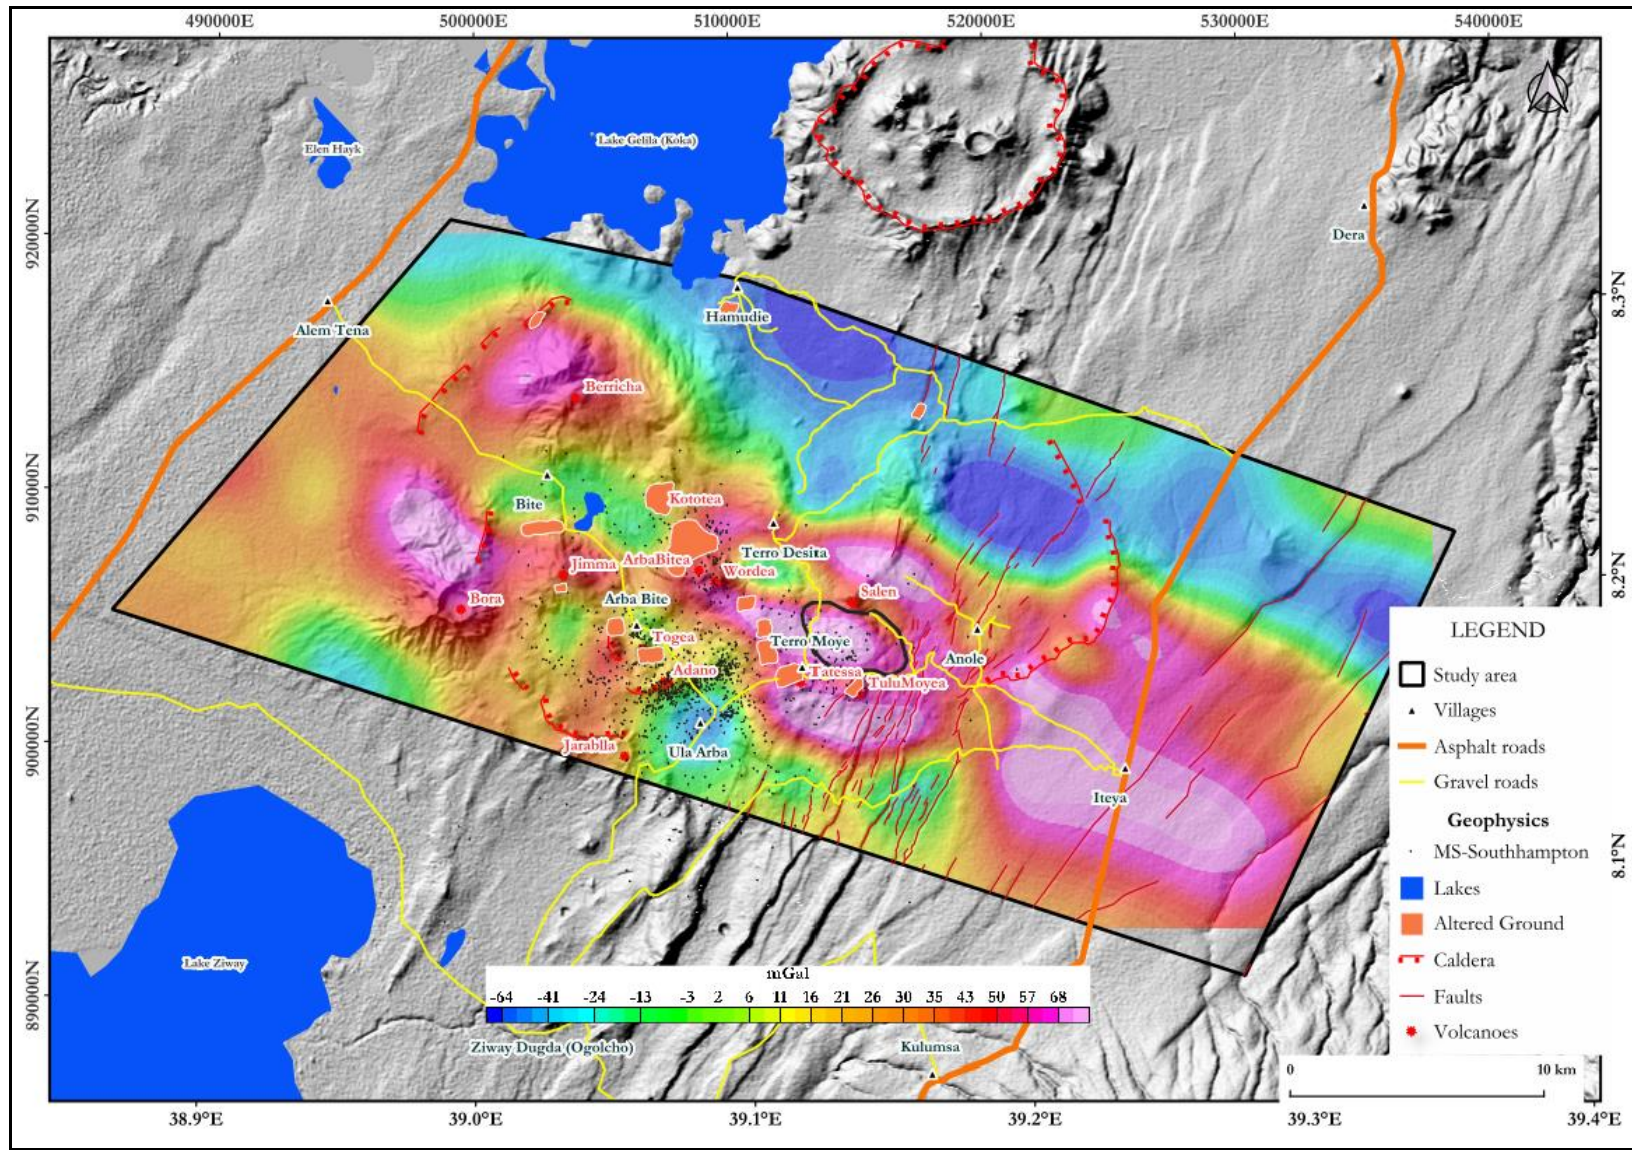 490000E 500000E 510000E 520000E 530000E 540000E
920000N
910000N
900000N
890000N
8.3°N
8.2°N
8.1°N
Elen Hayk
Lake Gelila (Koka)
Dera
Alem Tena
Hamudie
Berricha
Bite
Kototea
Terro Desita
Jimma
ArbaBitea
Wordea
Bora
Arba Bite
Salen
Togea
Terro Moye
Anole
Adano
Tatessa
TuluMoyea
Jarablla
Ula Arba
Iteya
Lake Ziway
Ziway Dugda (Ogolcho)
Kulumsa
mGal
-64 -41 -24 -13 -3 2 6 11 16 21 26 30 35 43 50 57 68
LEGEND
Study area
Villages
Asphalt roads
Gravel roads
Geophysics
MS-Southhampton
Lakes
Altered Ground
Caldera
Faults
Volcanoes
0 10 km
38.9°E 39.0°E 39.1°E 39.2°E 39.3°E 39.4°E